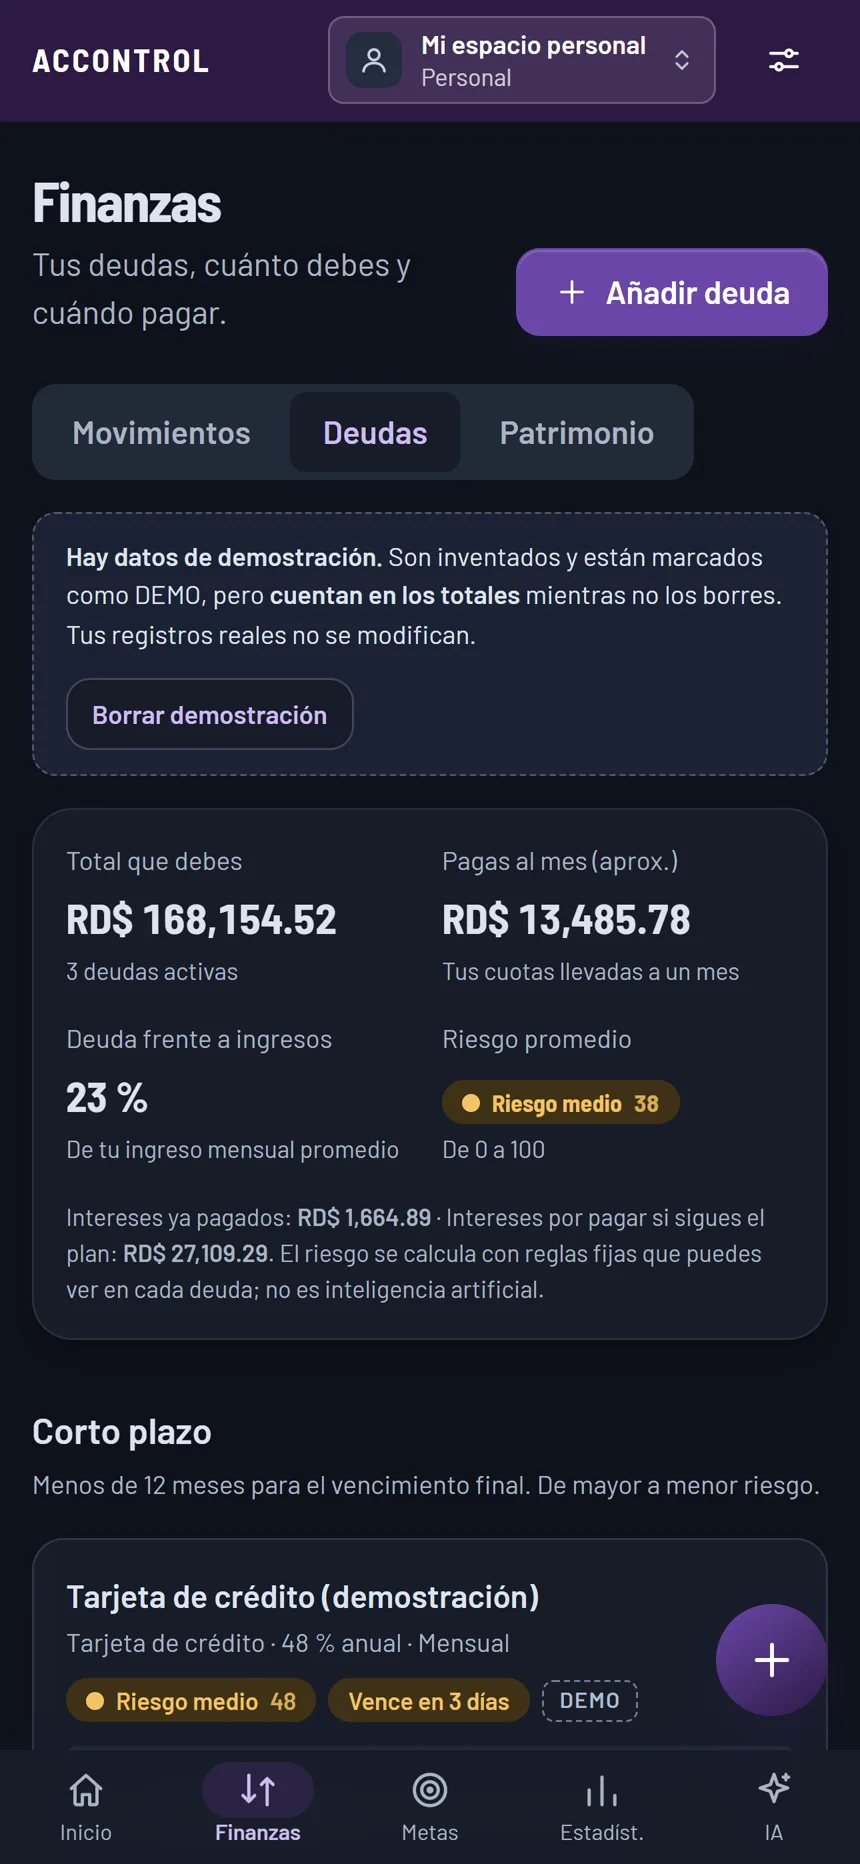 ACCONTROL
Mi espacio personal
Personal
Finanzas
Tus deudas, cuánto debes y
cuándo pagar.
Añadir deuda
Movimientos
Deudas
Patrimonio
Hay datos de demostración. Son inventados y están marcados
como DEMO, pero cuentan en los totales mientras no los borres.
Tus registros reales no se modifican.
Borrar demostración
Total que debes
RD$ 168,154.52
3 deudas activas
Pagas al mes (aprox.)
RD$ 13,485.78
Tus cuotas llevadas a un mes
Deuda frente a ingresos
23 %
De tu ingreso mensual promedio
Riesgo promedio
Riesgo medio 38
De 0 a 100
Intereses ya pagados: RD$ 1,664.89 · Intereses por pagar si sigues el
plan: RD$ 27,109.29. El riesgo se calcula con reglas fijas que puedes
ver en cada deuda; no es inteligencia artificial.
Corto plazo
Menos de 12 meses para el vencimiento final. De mayor a menor riesgo.
Tarjeta de crédito (demostración)
Tarjeta de crédito · 48 % anual · Mensual
Riesgo medio 48
Vence en 3 días
DEMO
Inicio
Finanzas
Metas
Estadíst.
IA